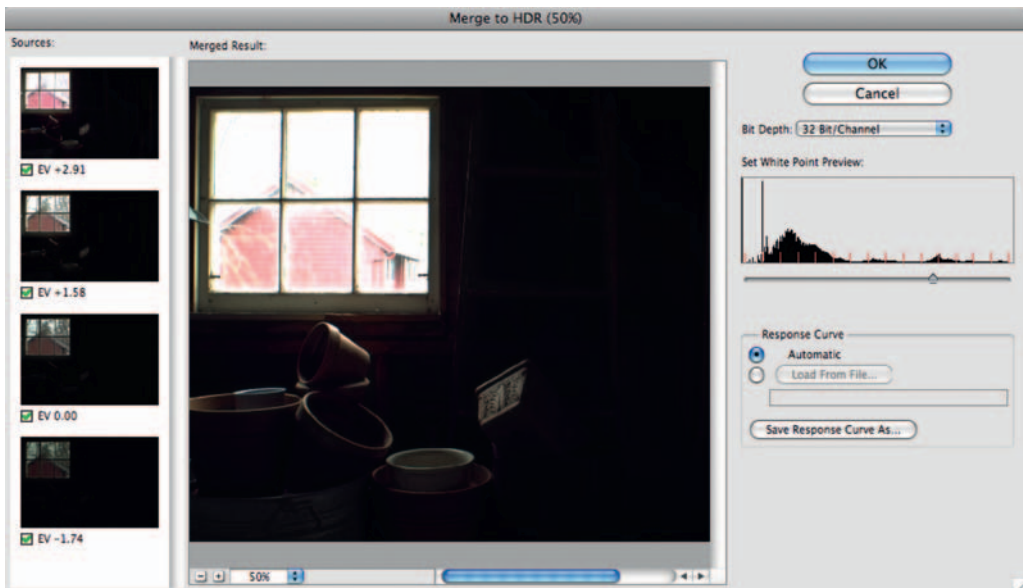 Merge to HDR (50%)
Sources:
EV +2.91
EV +1.58
EV 0.00
EV -1.74
Merged Result:
50%
OK
Cancel
Bit Depth: 32 Bit/Channel
Set White Point Preview:
Response Curve
Automatic
Load From File...
Save Response Curve As...